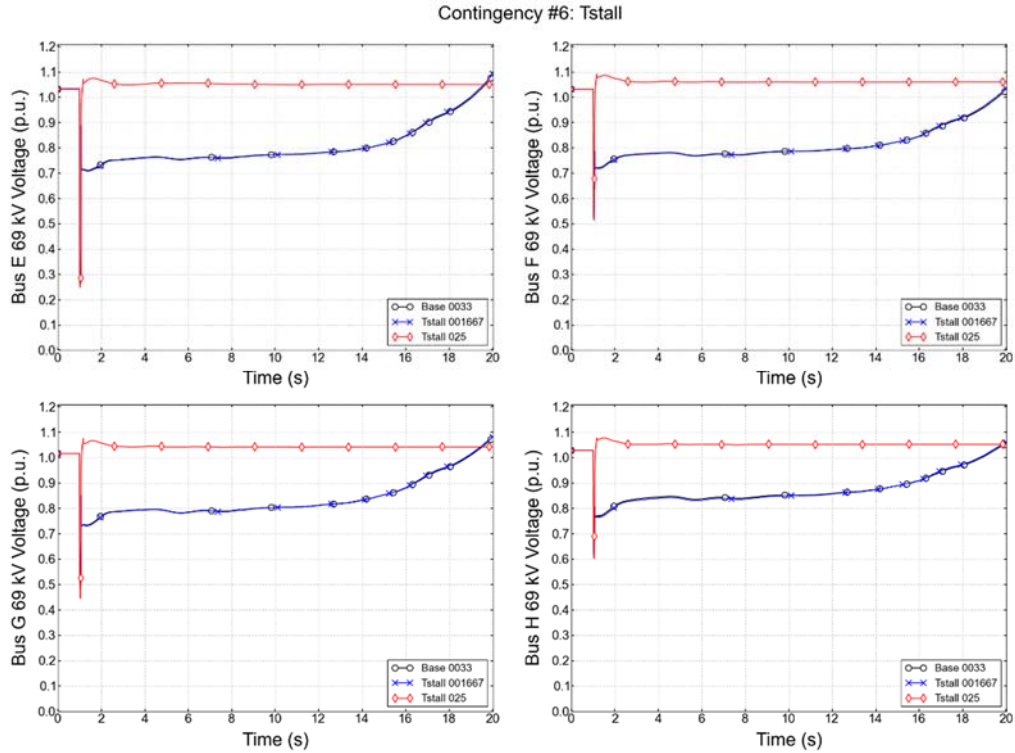 Contingency #6: Tstall
Bus E 69 kV Voltage (p.u.)
1.2
1.1
1.0
0.9
0.8
0.7
0.6
0.5
0.4
0.3
0.2
0.1
0.0
Base 0033
Tstall 001667
Tstall 025
0 2 4 6 8 10 12 14 16 18 20
Time (s)
Bus F 69 kV Voltage (p.u.)
1.2
1.1
1.0
0.9
0.8
0.7
0.6
0.5
0.4
0.3
0.2
0.1
0.0
Base 0033
Tstall 001667
Tstall 025
0 2 4 6 8 10 12 14 16 18 20
Time (s)
Bus G 69 kV Voltage (p.u.)
1.2
1.1
1.0
0.9
0.8
0.7
0.6
0.5
0.4
0.3
0.2
0.1
0.0
Base 0033
Tstall 001667
Tstall 025
0 2 4 6 8 10 12 14 16 18 20
Time (s)
Bus H 69 kV Voltage (p.u.)
1.2
1.1
1.0
0.9
0.8
0.7
0.6
0.5
0.4
0.3
0.2
0.1
0.0
Base 0033
Tstall 001667
Tstall 025
0 2 4 6 8 10 12 14 16 18 20
Time (s)